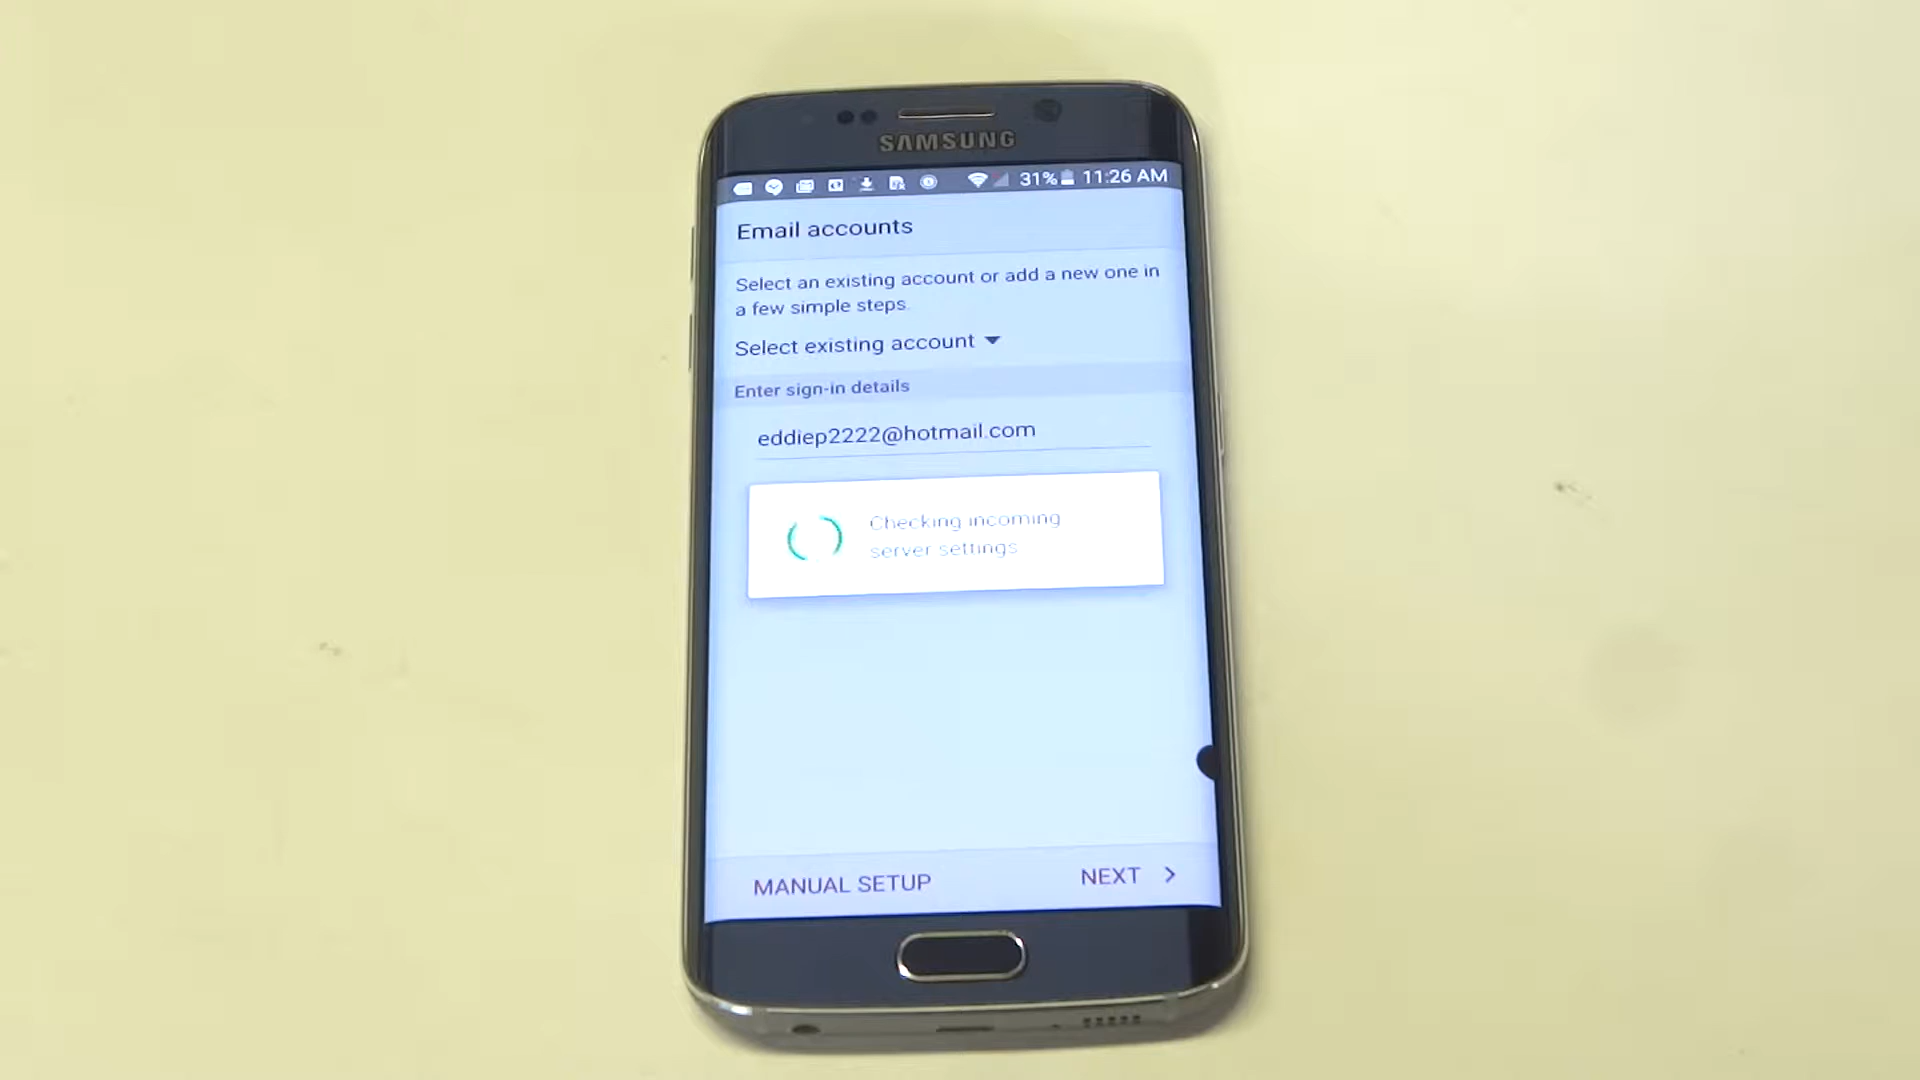 SAMSUNG
31% 11:26 AM
Email accounts
Select an existing account or add a new one in
a few simple steps.
Select existing account
Enter sign-in details
eddiep2222@hotmail.com
Checking incoming
server settings
MANUAL SETUP NEXT